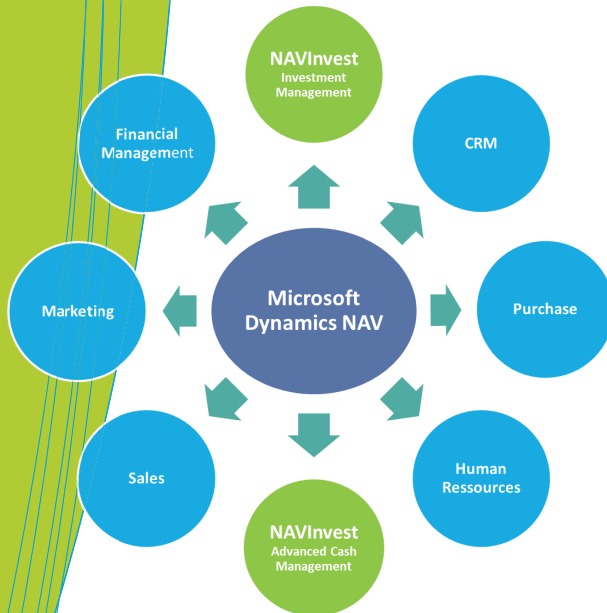 NAVInvest
Investment
Management
Financial
Management
CRM
Marketing
Microsoft
Dynamics NAV
Purchase
Sales
Human
Ressources
NAVInvest
Advanced Cash
Management